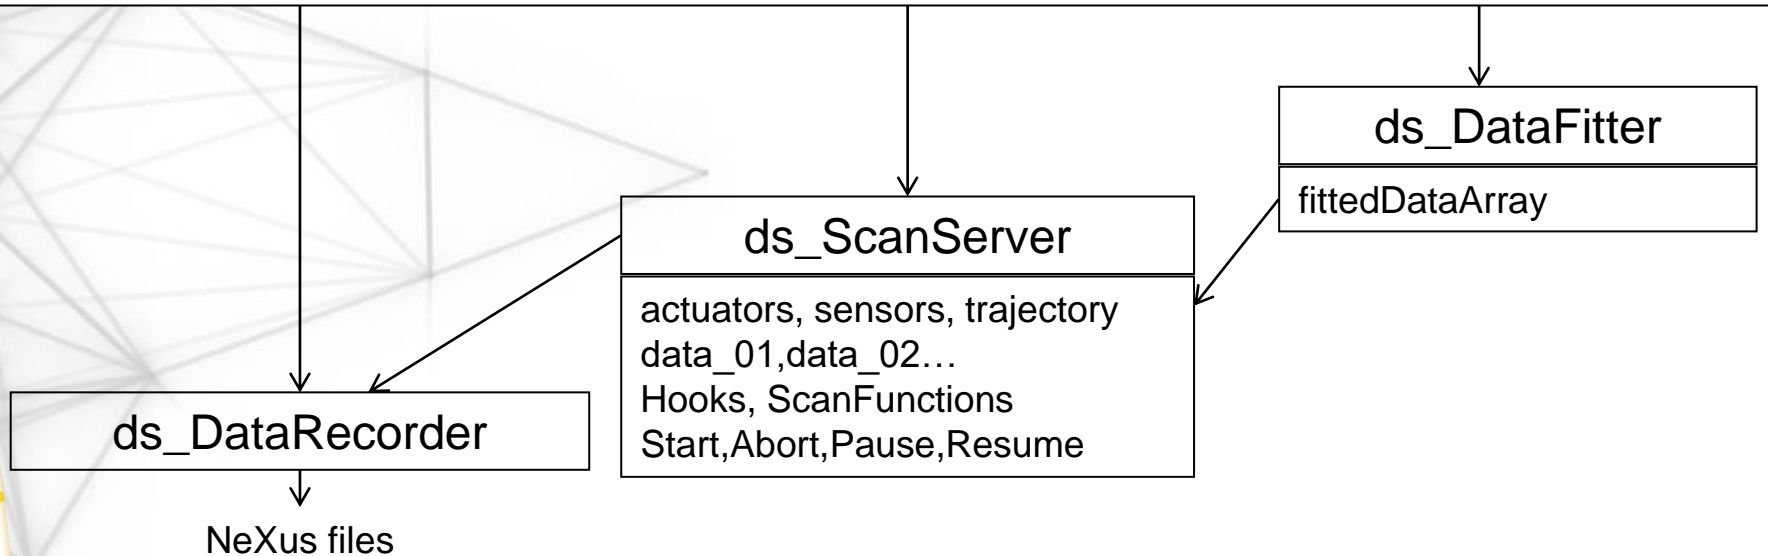 ds_DataFitter
fittedDataArray
ds_ScanServer
actuators, sensors, trajectory
data_01,data_02…
Hooks, ScanFunctions
Start,Abort,Pause,Resume
ds_DataRecorder
NeXus files